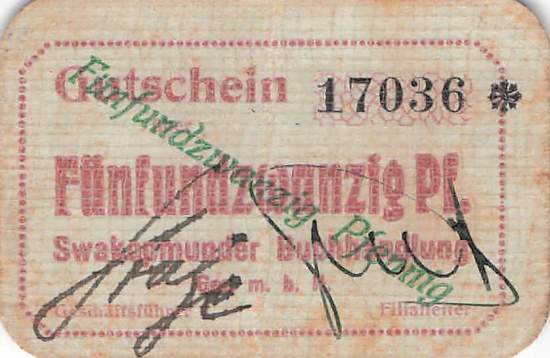 Gutschein 17036 *
Fünfundzwanzig Pfennig
Fünfundzwanzig Pf.
Swakopmunder Buchhandlung
Ges. m. b. H.
Geschäftsführer Filialleiter